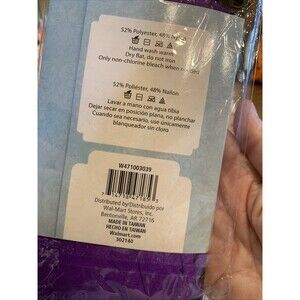 52% Polyester, 48% Nailon
Hand wash warm
Dry flat, do not iron
Only non-chlorine bleach when needed
52% Poliéster, 48% Nailon
Lavar a mano con agua tibia
Dejar secar en posición plana, no planchar
Cuando sea necesario, use únicamente
blanqueador sin cloro
W471003039
Distributed by/Distribuido por
Wal-Mart Stores, Inc.
Bentonville, AR 72716
MADE IN TAIWAN
HECHO EN TAIWAN
Walmart.com
302180